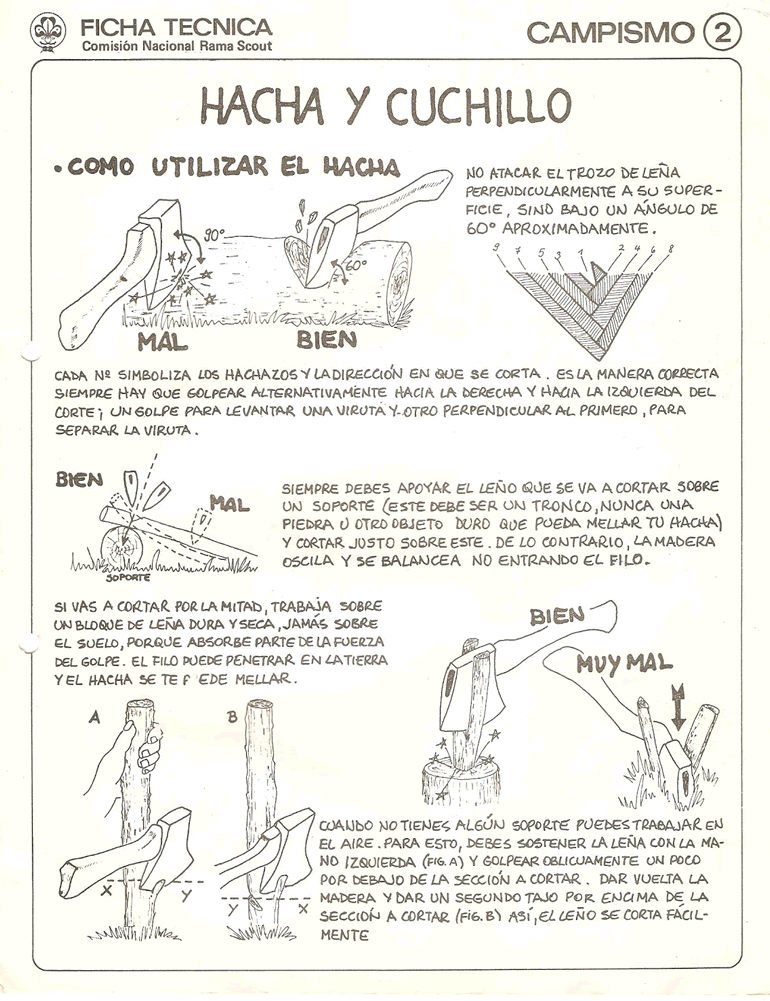 FICHA TECNICA
Comisión Nacional Rama Scout
CAMPISMO 2
HACHA Y CUCHILLO
• COMO UTILIZAR EL HACHA
NO ATACAR EL TROZO DE LEÑA
PERPENDICULARMENTE A SU SUPER-
FICIE, SINO BAJO UN ÁNGULO DE
60° APROXIMADAMENTE.
90°
60°
9 7 5 3 1 2 4 6 8
MAL
BIEN
CADA Nº SIMBOLIZA LOS HACHAZOS Y LA DIRECCIÓN EN QUE SE CORTA. ES LA MANERA CORRECTA
SIEMPRE HAY QUE GOLPEAR ALTERNATIVAMENTE HACIA LA DERECHA Y HACIA LA IZQUIERDA DEL
CORTE; UN GOLPE PARA LEVANTAR UNA VIRUTA Y OTRO PERPENDICULAR AL PRIMERO, PARA
SEPARAR LA VIRUTA.
BIEN
MAL
SOPORTE
SIEMPRE DEBES APOYAR EL LEÑO QUE SE VA A CORTAR SOBRE
UN SOPORTE (ESTE DEBE SER UN TRONCO, NUNCA UNA
PIEDRA U OTRO OBJETO DURO QUE PUEDA MELLAR TU HACHA)
Y CORTAR JUSTO SOBRE ESTE. DE LO CONTRARIO, LA MADERA
OSCILA Y SE BALANCEA NO ENTRANDO EL FILO.
SI VAS A CORTAR POR LA MITAD, TRABAJA SOBRE
UN BLOQUE DE LEÑA DURA Y SECA, JAMÁS SOBRE
EL SUELO, PORQUE ABSORBE PARTE DE LA FUERZA
DEL GOLPE. EL FILO PUEDE PENETRAR EN LA TIERRA
Y EL HACHA SE TE P EDE MELLAR.
BIEN
MUY MAL
A
B
X
Y
Y
X
CUANDO NO TIENES ALGÚN SOPORTE PUEDES TRABAJAR EN
EL AIRE. PARA ESTO, DEBES SOSTENER LA LEÑA CON LA MA-
NO IZQUIERDA (FIG. A) Y GOLPEAR OBLICUAMENTE UN POCO
POR DEBAJO DE LA SECCIÓN A CORTAR. DAR VUELTA LA
MADERA Y DAR UN SEGUNDO TAJO POR ENCIMA DE LA
SECCIÓN A CORTAR (FIG. B) ASÍ, EL LEÑO SE CORTA FÁCIL-
MENTE